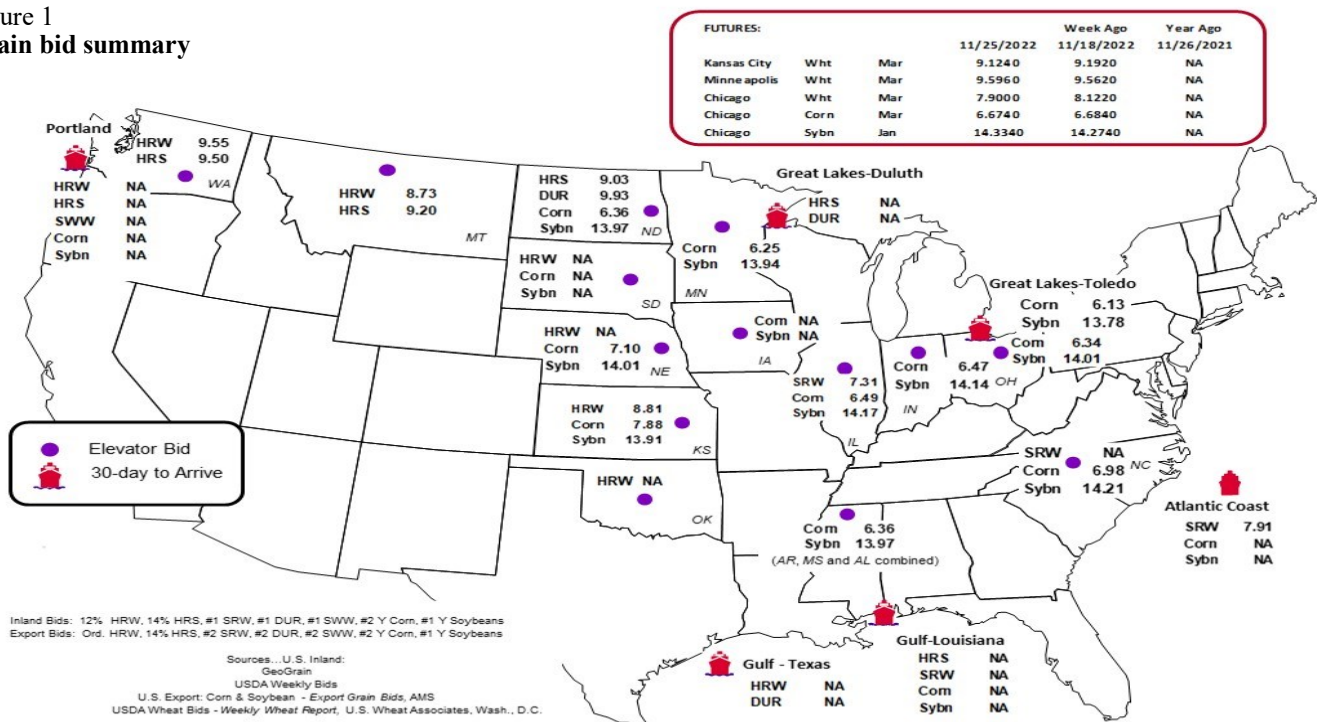 ure 1
ain bid summary
FUTURES: Week Ago Year Ago
11/25/2022 11/18/2022 11/26/2021
Kansas City Wht Mar 9.1240 9.1920 NA
Minneapolis Wht Mar 9.5960 9.5620 NA
Chicago Wht Mar 7.9000 8.1220 NA
Chicago Corn Mar 6.6740 6.6840 NA
Chicago Sybn Jan 14.3340 14.2740 NA
Portland
HRW NA
HRS NA
SWW NA
Corn NA
Sybn NA
HRW 9.55
HRS 9.50
WA
HRW 8.73
HRS 9.20
MT
HRS 9.03
DUR 9.93
Corn 6.36
Sybn 13.97
ND
HRW NA
Corn NA
Sybn NA
SD
HRW NA
Corn 7.10
Sybn 14.01
NE
HRW 8.81
Corn 7.88
Sybn 13.91
KS
HRW NA
OK
Corn 6.25
Sybn 13.94
MN
Great Lakes-Duluth
HRS NA
DUR NA
Corn NA
Sybn NA
IA
SRW 7.31
Corn 6.49
Sybn 14.17
IL
Great Lakes-Toledo
Corn 6.13
Sybn 13.78
Corn 6.34
Sybn 14.01
OH
Corn 6.47
Sybn 14.14
IN
SRW NA
Corn 6.98
Sybn 14.21
NC
Atlantic Coast
SRW 7.91
Corn NA
Sybn NA
Corn 6.36
Sybn 13.97
(AR, MS and AL combined)
Gulf-Louisiana
HRS NA
SRW NA
Corn NA
Sybn NA
Gulf - Texas
HRW NA
DUR NA
Elevator Bid
30-day to Arrive
Inland Bids: 12% HRW, 14% HRS, #1 SRW, #1 DUR, #1 SWW, #2 Y Corn, #1 Y Soybeans
Export Bids: Ord. HRW, 14% HRS, #2 SRW, #2 DUR, #2 SWW, #2 Y Corn, #1 Y Soybeans
Sources...U.S. Inland:
GeoGrain
USDA Weekly Bids
U.S. Export: Corn & Soybean - Export Grain Bids, AMS
USDA Wheat Bids - Weekly Wheat Report, U.S. Wheat Associates, Wash., D.C.